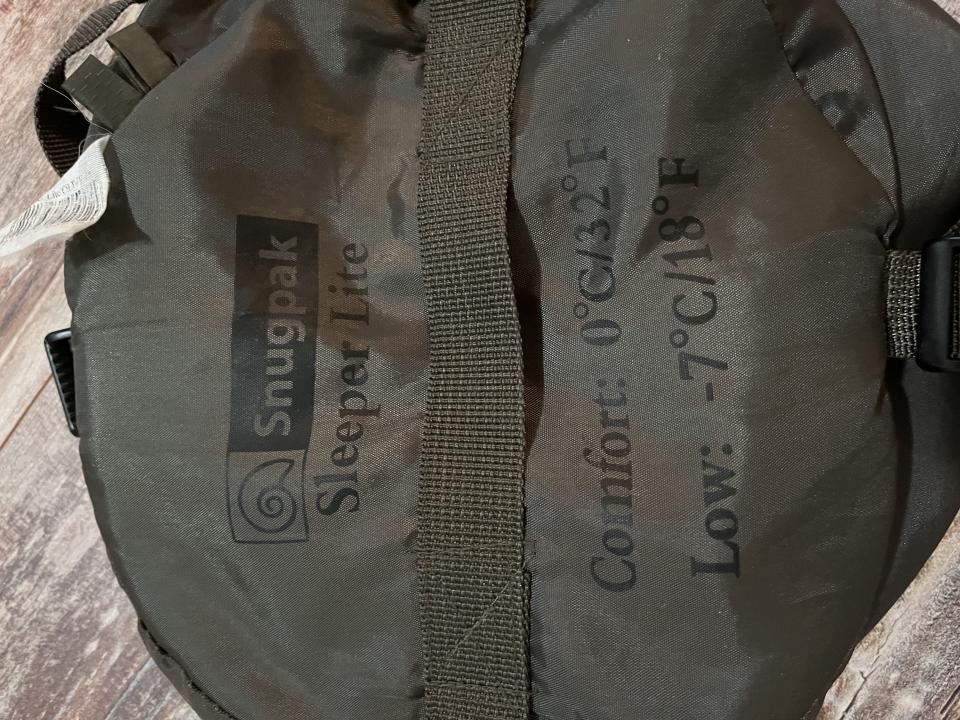 Snugpak
Sleeper Lite
Comfort: 0°C/32°F
Low: -7°C/18°F